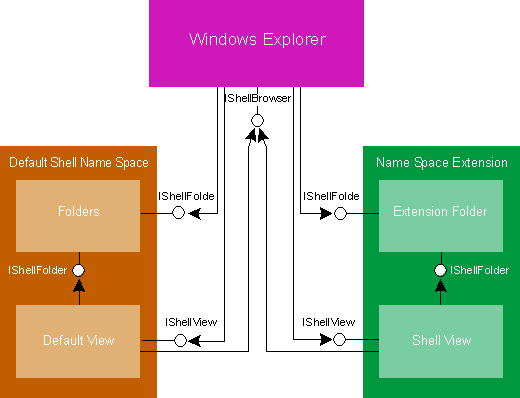 Windows Explorer
IShellBrowser
Default Shell Name Space
Name Space Extension
Folders
IShellFolde
IShellFolde
Extension Folder
IShellFolder
IShellFolder
IShellView
IShellView
Default View
Shell View